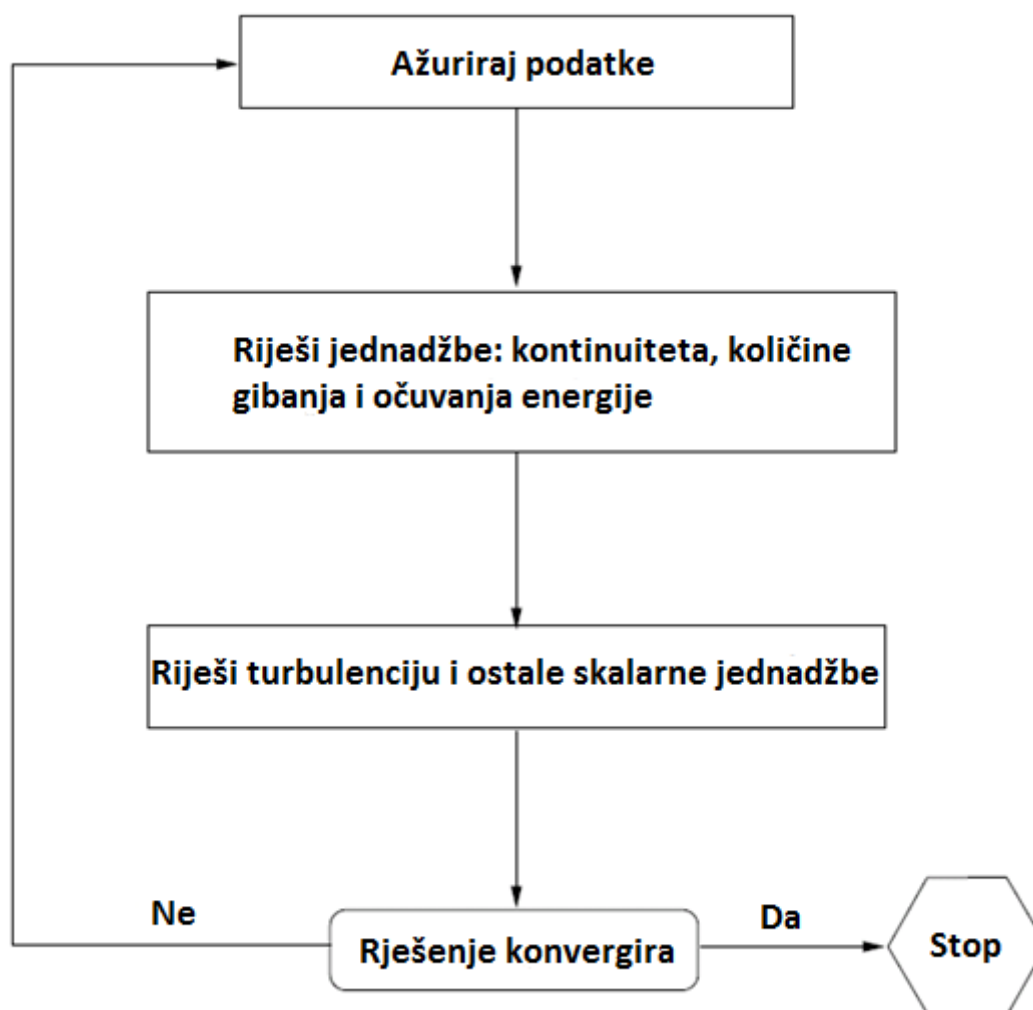 Ažuriraj podatke
Riješi jednadžbe: kontinuiteta, količine
gibanja i očuvanja energije
Riješi turbulenciju i ostale skalarne jednadžbe
Ne
Rješenje konvergira
Da
Stop